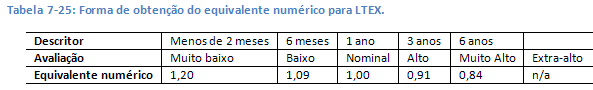 Tabela 7-25: Forma de obtenção do equivalente numérico para LTEX.
Descritor Menos de 2 meses 6 meses 1 ano 3 anos 6 anos
Avaliação Muito baixo Baixo Nominal Alto Muito Alto Extra-alto
Equivalente numérico 1,20 1,09 1,00 0,91 0,84 n/a